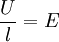 U/l = E